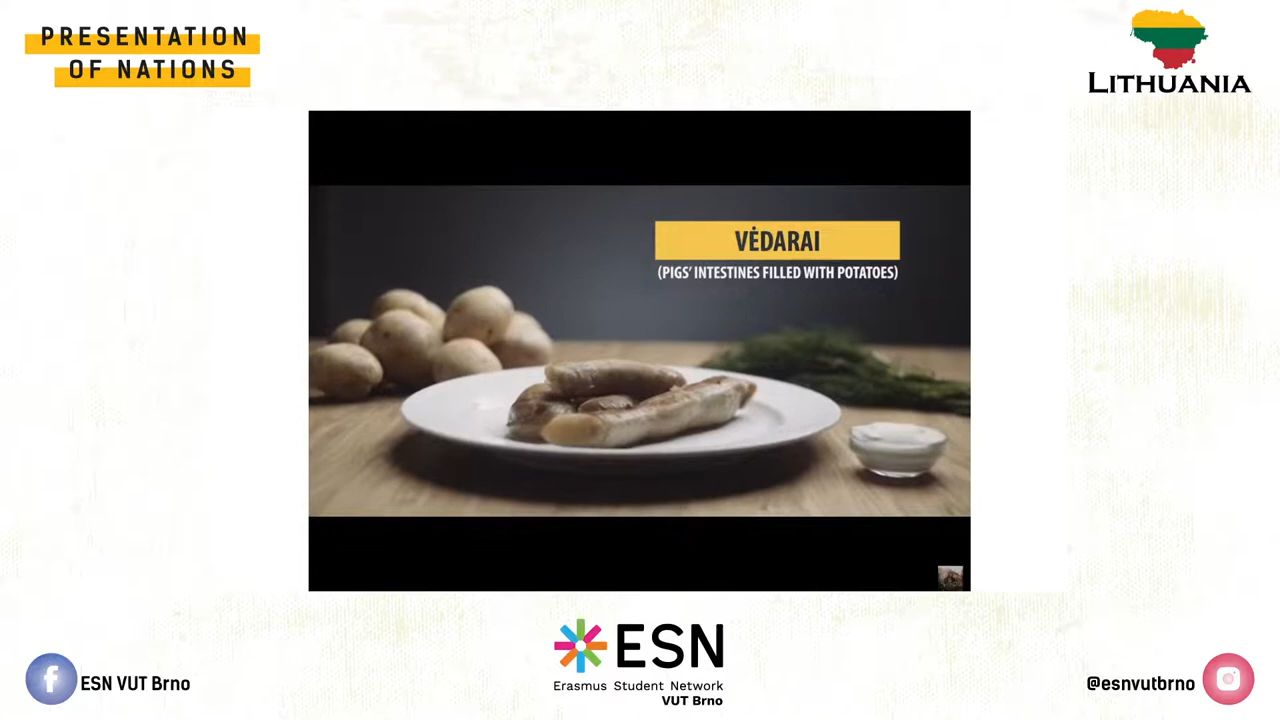 PRESENTATION
OF NATIONS
LITHUANIA
VĖDARAI
(PIGS' INTESTINES FILLED WITH POTATOES)
ESN
Erasmus Student Network
VUT Brno
ESN VUT Brno
@esnvutbrno